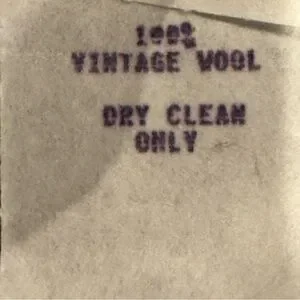 100%
VINTAGE WOOL
DRY CLEAN
ONLY